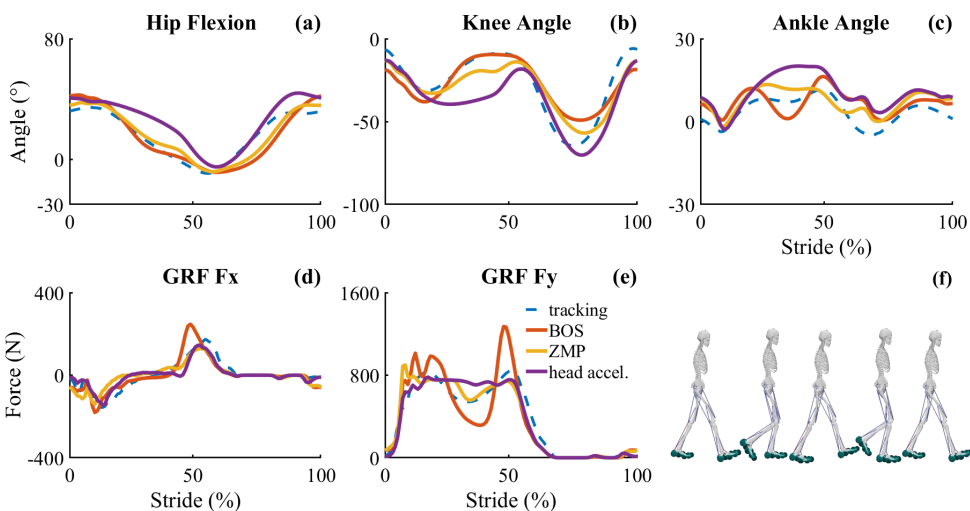 Hip Flexion (a)
Knee Angle (b)
Ankle Angle (c)
Angle (°)
80
0
-30
0 50 100
0
-50
-100
0 50 100
30
0
-30
0 50 100
Stride (%)
GRF Fx (d)
GRF Fy (e)
(f)
Force (N)
400
0
-400
0 50 100
Stride (%)
1600
800
0
0 50 100
Stride (%)
tracking
BOS
ZMP
head accel.